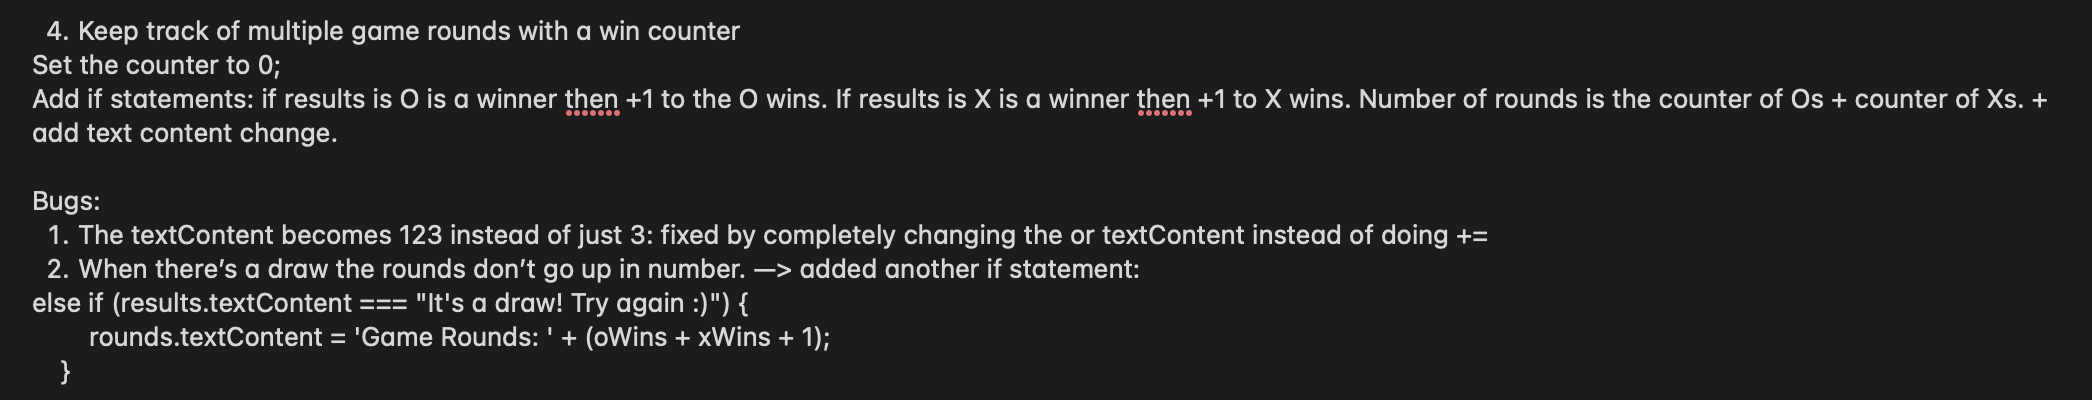 4. Keep track of multiple game rounds with a win counter
Set the counter to 0;
Add if statements: if results is O is a winner then +1 to the O wins. If results is X is a winner then +1 to X wins. Number of rounds is the counter of Os + counter of Xs. +
add text content change.
Bugs:
1. The textContent becomes 123 instead of just 3: fixed by completely changing the or textContent instead of doing +=
2. When there’s a draw the rounds don’t go up in number. —> added another if statement:
else if (results.textContent === "It's a draw! Try again :)") {
rounds.textContent = 'Game Rounds: ' + (oWins + xWins + 1);
}